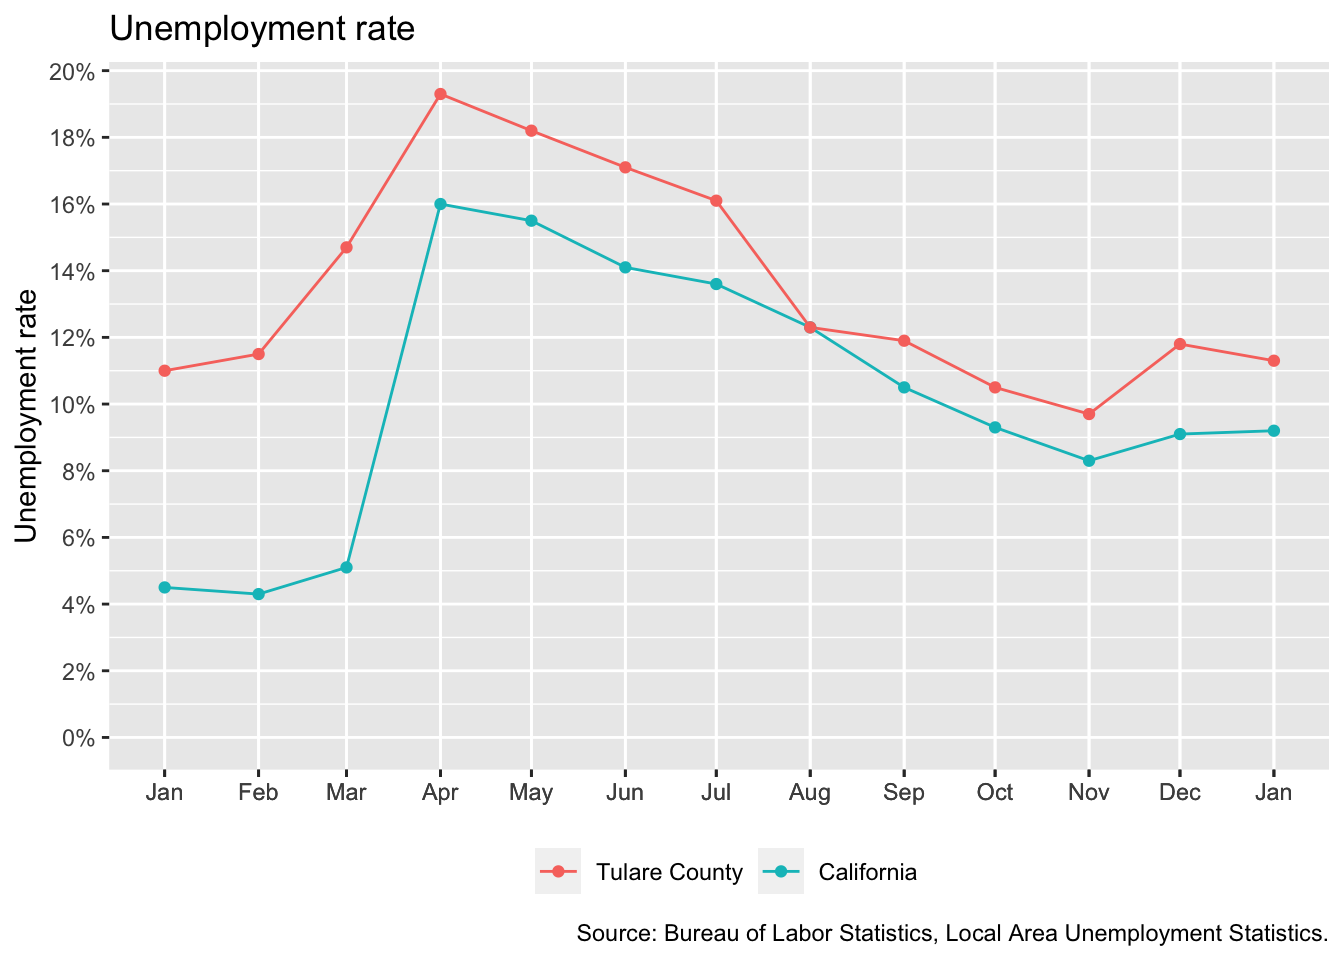 Unemployment rate
Unemployment rate
20%
18%
16%
14%
12%
10%
8%
6%
4%
2%
0%
Jan Feb Mar Apr May Jun Jul Aug Sep Oct Nov Dec Jan
Tulare County California
Source: Bureau of Labor Statistics, Local Area Unemployment Statistics.